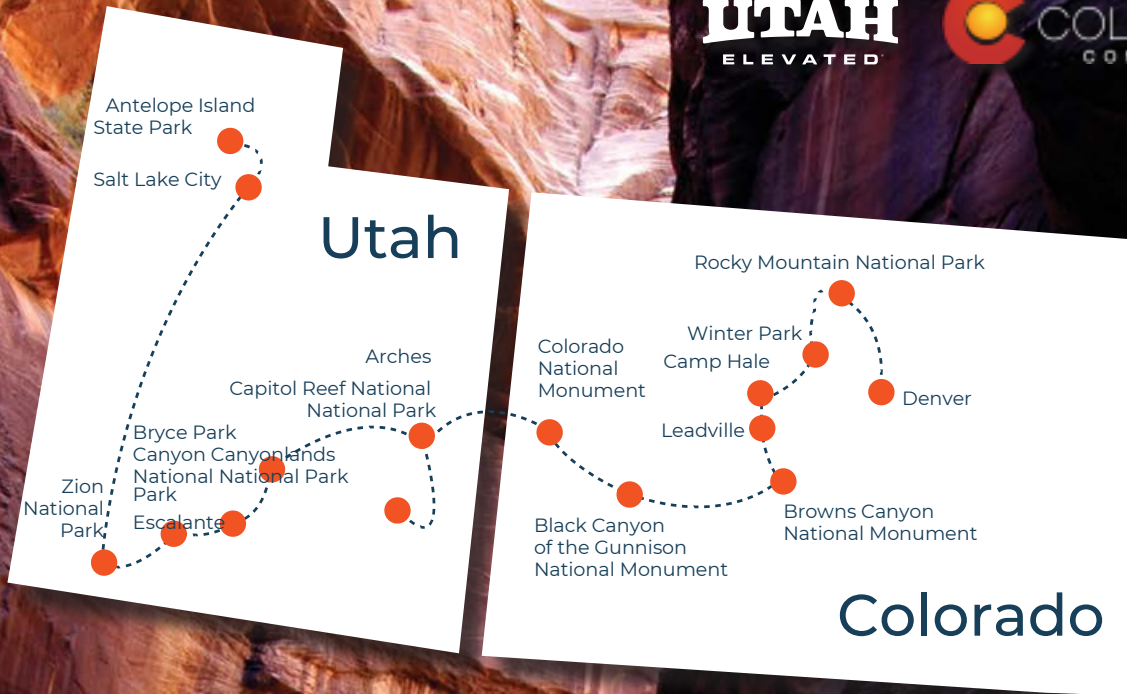 UTAH
ELEVATED
COL
CO
Antelope Island
State Park
Salt Lake City
Utah
Arches
Capitol Reef National
National Park
Bryce Park
Canyon Canyonlands
National National Park
Park
Escalante
Zion
National
Park
Rocky Mountain National Park
Winter Park
Camp Hale
Denver
Leadville
Colorado
National
Monument
Browns Canyon
National Monument
Black Canyon
of the Gunnison
National Monument
Colorado